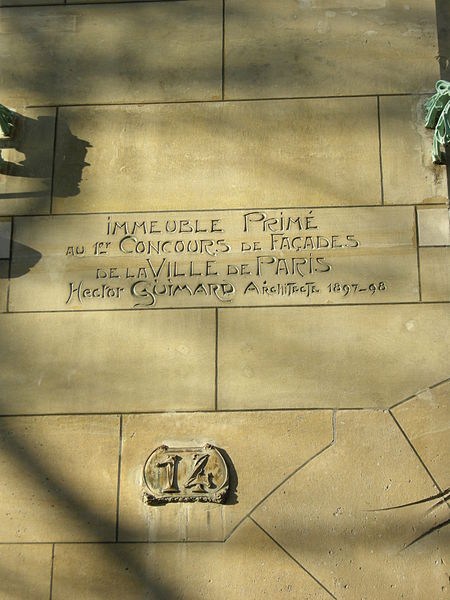 IMMEUBLE PRIMÉ
AU 1ER CONCOURS DE FAÇADES
DE LA VILLE DE PARIS
HECTOR GUIMARD ARCHITECTE 1897-98
14